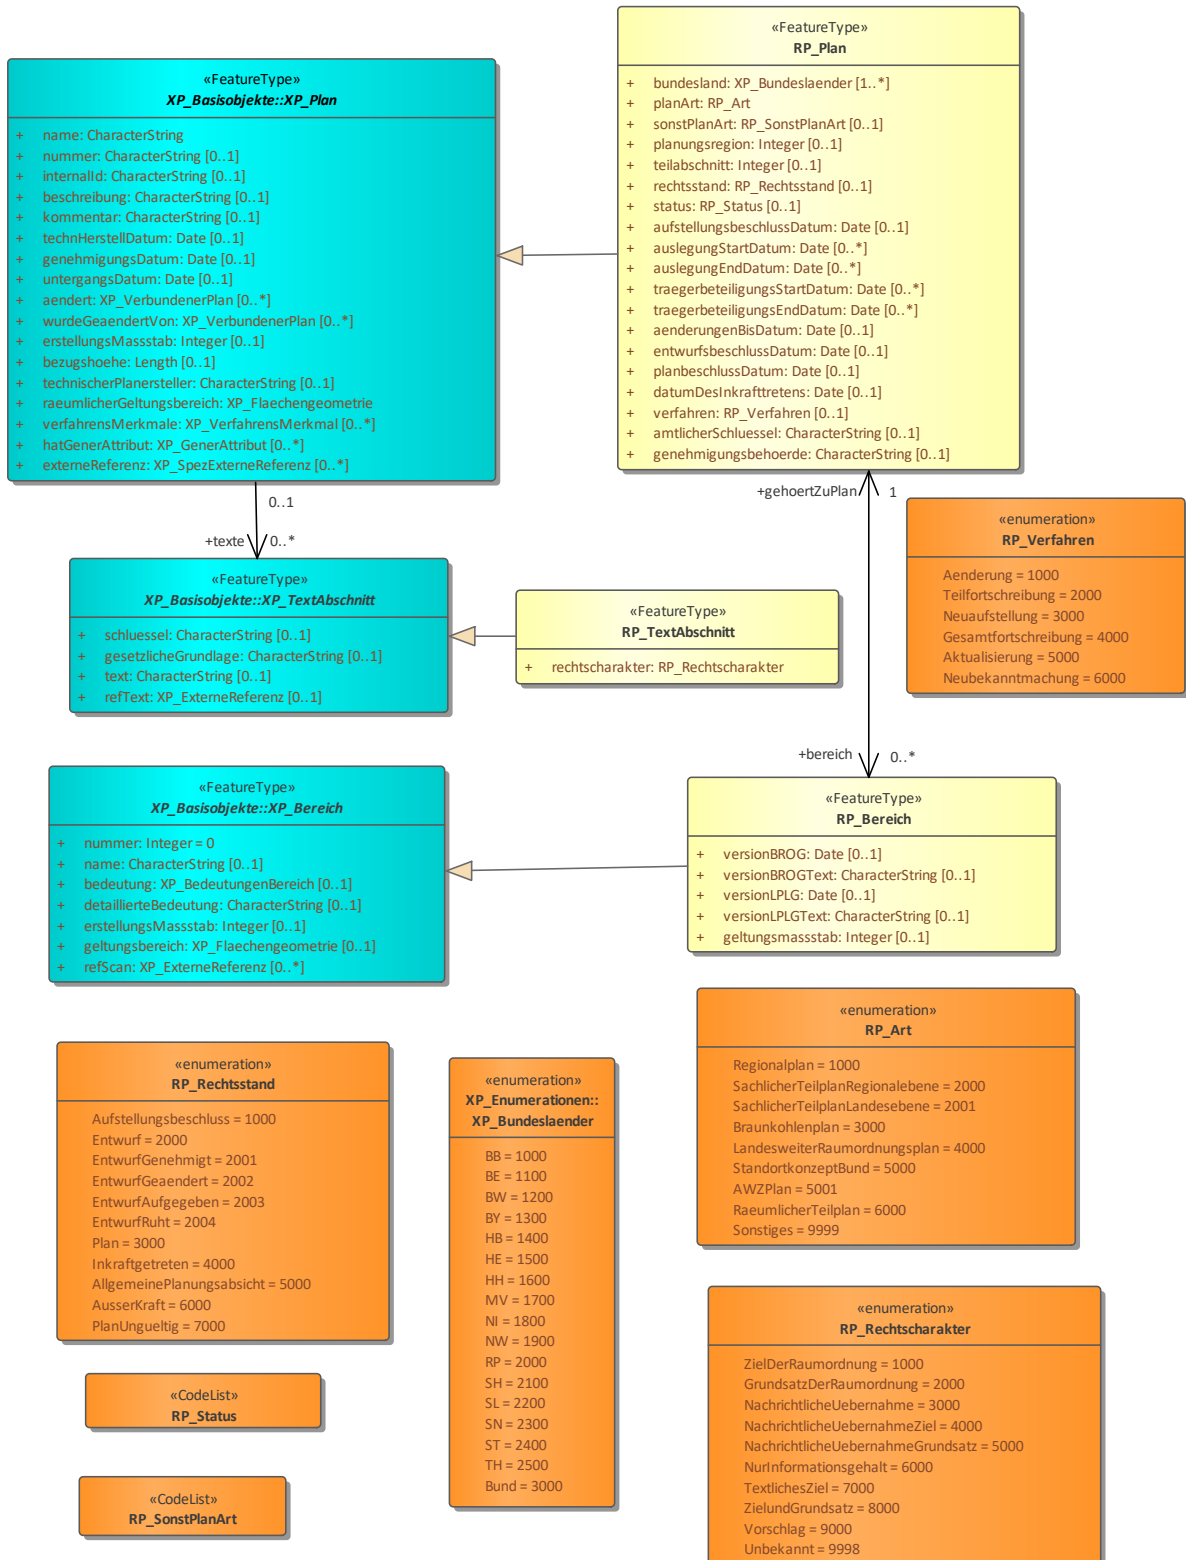 «FeatureType»
XP_Basisobjekte::XP_Plan
+ name: CharacterString
+ nummer: CharacterString [0..1]
+ internalId: CharacterString [0..1]
+ beschreibung: CharacterString [0..1]
+ kommentar: CharacterString [0..1]
+ technHerstellDatum: Date [0..1]
+ genehmigungsDatum: Date [0..1]
+ untergangsDatum: Date [0..1]
+ aendert: XP_VerbundenerPlan [0..*]
+ wurdeGeaendertVon: XP_VerbundenerPlan [0..*]
+ erstellungsMassstab: Integer [0..1]
+ bezugshoehe: Length [0..1]
+ technischerPlanersteller: CharacterString [0..1]
+ raeumlicherGeltungsbereich: XP_Flaechengeometrie
+ verfahrensMerkmale: XP_VerfahrensMerkmal [0..*]
+ hatGenerAttribut: XP_GenerAttribut [0..*]
+ externeReferenz: XP_SpezExterneReferenz [0..*]
«FeatureType»
RP_Plan
+ bundesland: XP_Bundeslaender [1..*]
+ planArt: RP_Art
+ sonstPlanArt: RP_SonstPlanArt [0..1]
+ planungsregion: Integer [0..1]
+ teilabschnitt: Integer [0..1]
+ rechtsstand: RP_Rechtsstand [0..1]
+ status: RP_Status [0..1]
+ aufstellungsbeschlussDatum: Date [0..1]
+ auslegungStartDatum: Date [0..*]
+ auslegungEndDatum: Date [0..*]
+ traegerbeteiligungsStartDatum: Date [0..*]
+ traegerbeteiligungsEndDatum: Date [0..*]
+ aenderungenBisDatum: Date [0..1]
+ entwurfsbeschlussDatum: Date [0..1]
+ planbeschlussDatum: Date [0..1]
+ datumDesInkrafttretens: Date [0..1]
+ verfahren: RP_Verfahren [0..1]
+ amtlicherSchluessel: CharacterString [0..1]
+ genehmigungsbehoerde: CharacterString [0..1]
0..1
+texte 0..*
+gehoertZuPlan 1
«enumeration»
RP_Verfahren
Aenderung = 1000
Teilfortschreibung = 2000
Neuaufstellung = 3000
Gesamtfortschreibung = 4000
Aktualisierung = 5000
Neubekanntmachung = 6000
«FeatureType»
XP_Basisobjekte::XP_TextAbschnitt
+ schluessel: CharacterString [0..1]
+ gesetzlicheGrundlage: CharacterString [0..1]
+ text: CharacterString [0..1]
+ refText: XP_ExterneReferenz [0..1]
«FeatureType»
RP_TextAbschnitt
+ rechtscharakter: RP_Rechtscharakter
+bereich 0..*
«FeatureType»
XP_Basisobjekte::XP_Bereich
+ nummer: Integer = 0
+ name: CharacterString [0..1]
+ bedeutung: XP_BedeutungenBereich [0..1]
+ detaillierteBedeutung: CharacterString [0..1]
+ erstellungsMassstab: Integer [0..1]
+ geltungsbereich: XP_Flaechengeometrie [0..1]
+ refScan: XP_ExterneReferenz [0..*]
«FeatureType»
RP_Bereich
+ versionBROG: Date [0..1]
+ versionBROGText: CharacterString [0..1]
+ versionLPLG: Date [0..1]
+ versionLPLGText: CharacterString [0..1]
+ geltungsmassstab: Integer [0..1]
«enumeration»
RP_Rechtsstand
Aufstellungsbeschluss = 1000
Entwurf = 2000
EntwurfGenehmigt = 2001
EntwurfGeaendert = 2002
EntwurfAufgegeben = 2003
EntwurfRuht = 2004
Plan = 3000
Inkraftgetreten = 4000
AllgemeinePlanungsabsicht = 5000
AusserKraft = 6000
PlanUngueltig = 7000
«enumeration»
XP_Enumerationen::
XP_Bundeslaender
BB = 1000
BE = 1100
BW = 1200
BY = 1300
HB = 1400
HE = 1500
HH = 1600
MV = 1700
NI = 1800
NW = 1900
RP = 2000
SH = 2100
SL = 2200
SN = 2300
ST = 2400
TH = 2500
Bund = 3000
«enumeration»
RP_Art
Regionalplan = 1000
SachlicherTeilplanRegionalebene = 2000
SachlicherTeilplanLandesebene = 2001
Braunkohlenplan = 3000
LandesweiterRaumordnungsplan = 4000
StandortkonzeptBund = 5000
AWZPlan = 5001
RaeumlicherTeilplan = 6000
Sonstiges = 9999
«CodeList»
RP_Status
«CodeList»
RP_SonstPlanArt
«enumeration»
RP_Rechtscharakter
ZielDerRaumordnung = 1000
GrundsatzDerRaumordnung = 2000
NachrichtlicheUebernahme = 3000
NachrichtlicheUebernahmeZiel = 4000
NachrichtlicheUebernahmeGrundsatz = 5000
NurInformationsgehalt = 6000
TextlichesZiel = 7000
ZielundGrundsatz = 8000
Vorschlag = 9000
Unbekannt = 9998